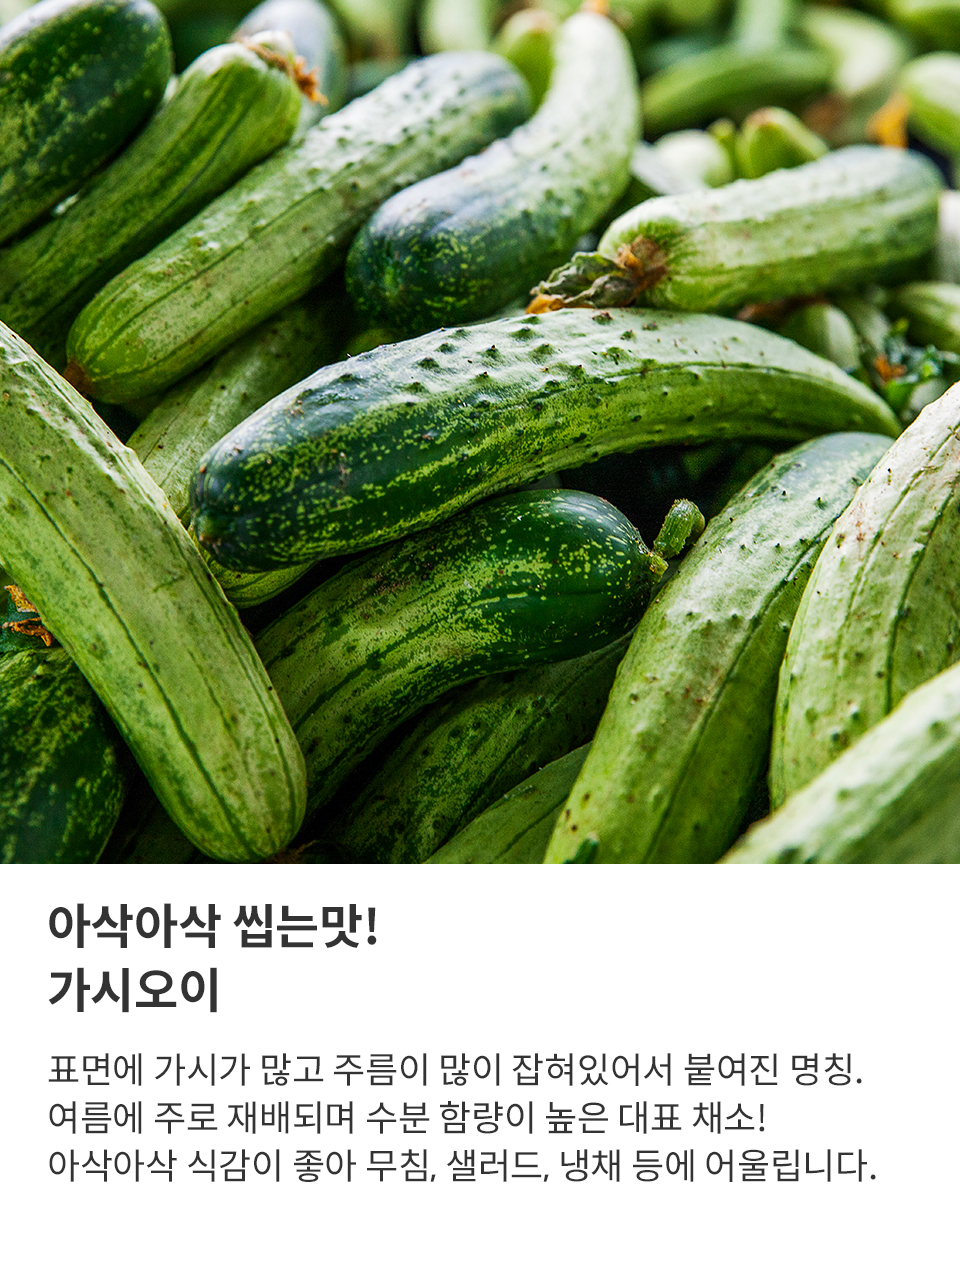 아삭아삭 씹는맛!
가시오이
표면에 가시가 많고 주름이 많이 잡혀있어서 붙여진 명칭.
여름에 주로 재배되며 수분 함량이 높은 대표 채소!
아삭아삭 식감이 좋아 무침, 샐러드, 냉채 등에 어울립니다.